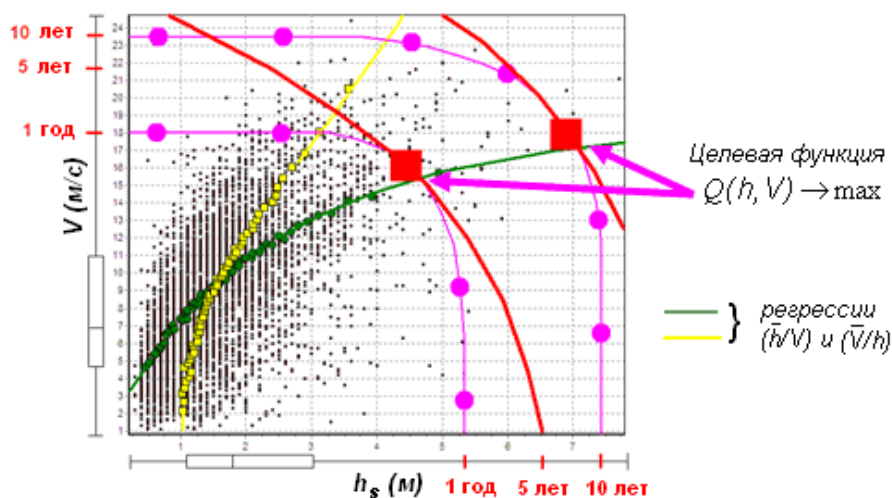 10 лет
5 лет
1 год
V (м/с)
24
23
22
21
20
19
18
17
16
15
14
13
12
11
10
9
8
7
6
5
4
3
2
1
1 2 3 4 5 6 7
hs (м)
1 год 5 лет 10 лет
Целевая функция
Q(h, V) → max
} регрессии
(h̄/V) и (V̄/h)